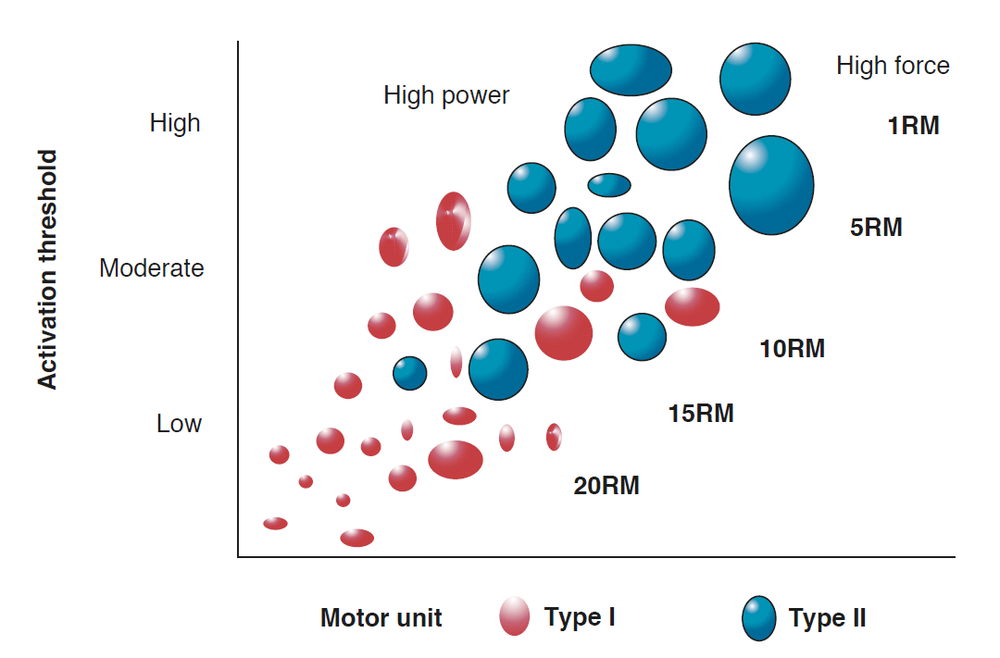 High force
High power
High
1RM
5RM
Activation threshold
Moderate
10RM
15RM
Low
20RM
Motor unit
Type I
Type II